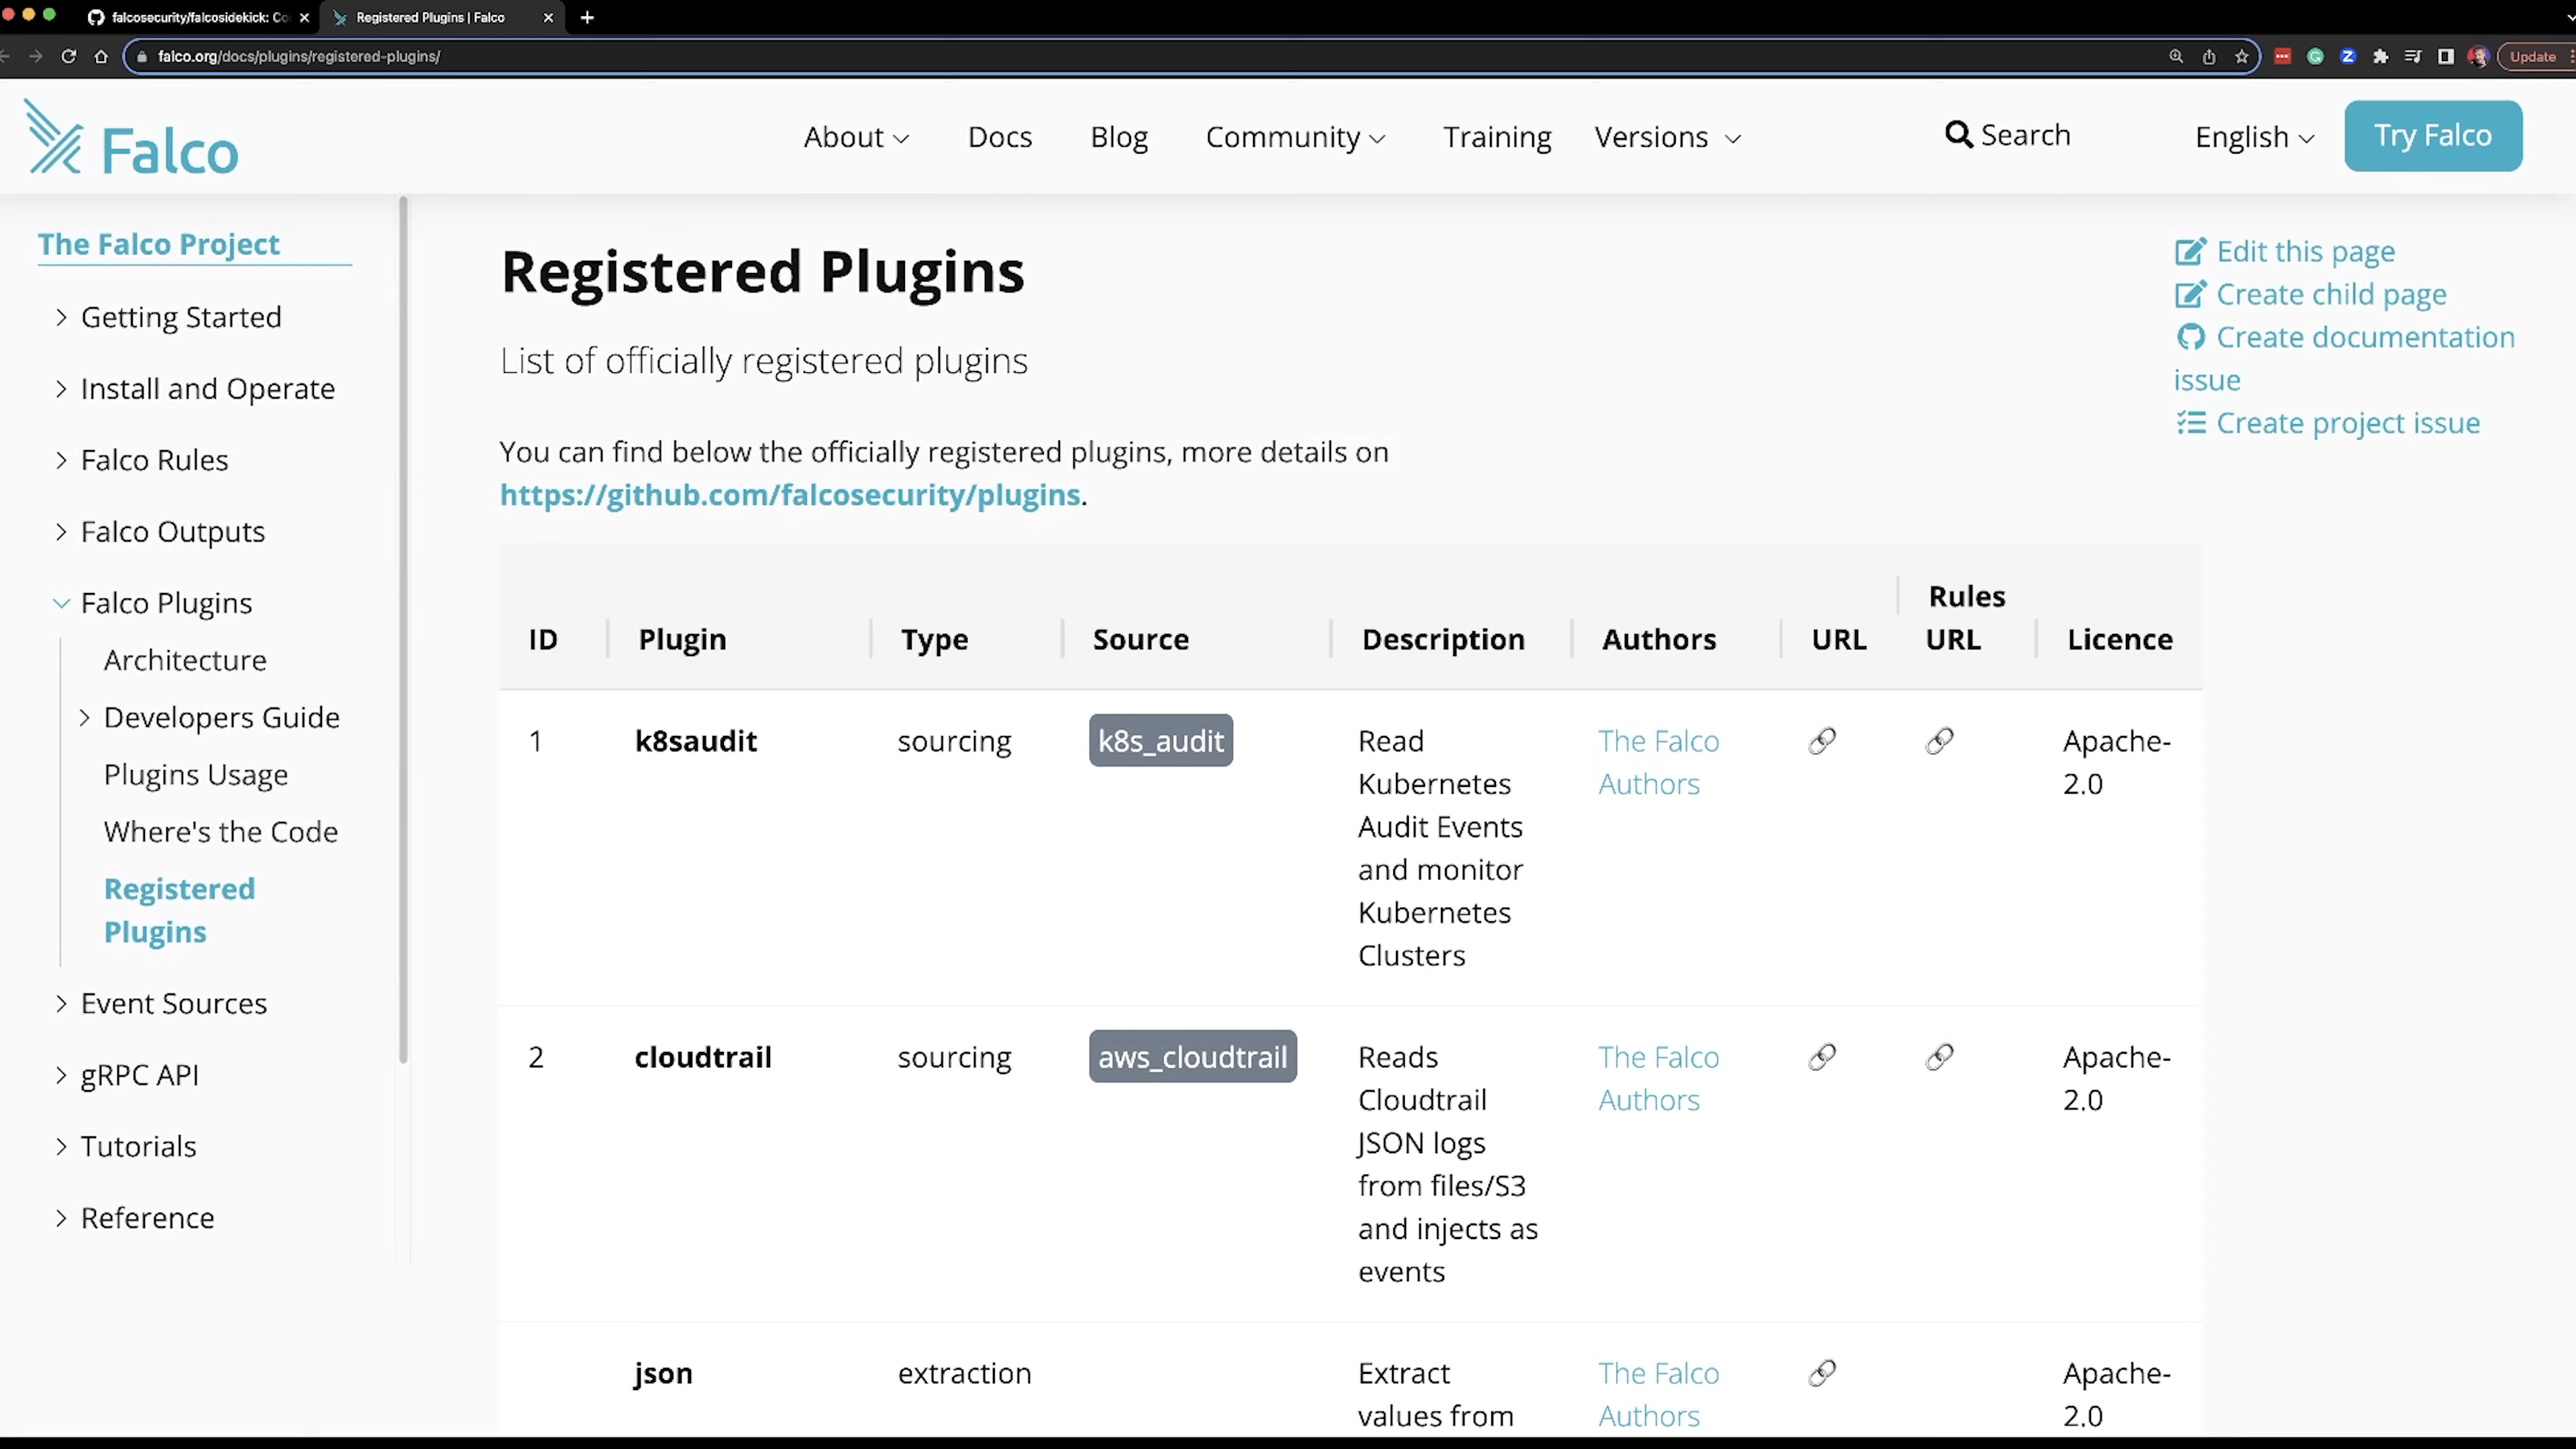 falcosecurity/falcosidekick: Co
Registered Plugins | Falco
falco.org/docs/plugins/registered-plugins/
Update
Falco
About
Docs
Blog
Community
Training
Versions
Search
English
Try Falco
The Falco Project
Getting Started
Install and Operate
Falco Rules
Falco Outputs
Falco Plugins
Architecture
Developers Guide
Plugins Usage
Where's the Code
Registered
Plugins
Event Sources
gRPC API
Tutorials
Reference
Registered Plugins
List of officially registered plugins
You can find below the officially registered plugins, more details on
https://github.com/falcosecurity/plugins.
Edit this page
Create child page
Create documentation
issue
Create project issue
ID Plugin Type Source Description Authors URL Rules URL Licence
1 k8saudit sourcing k8s_audit Read The Falco Apache-
Kubernetes Authors 2.0
Audit Events
and monitor
Kubernetes
Clusters
2 cloudtrail sourcing aws_cloudtrail Reads The Falco Apache-
Cloudtrail Authors 2.0
JSON logs
from files/S3
and injects as
events
json extraction Extract The Falco Apache-
values from Authors 2.0